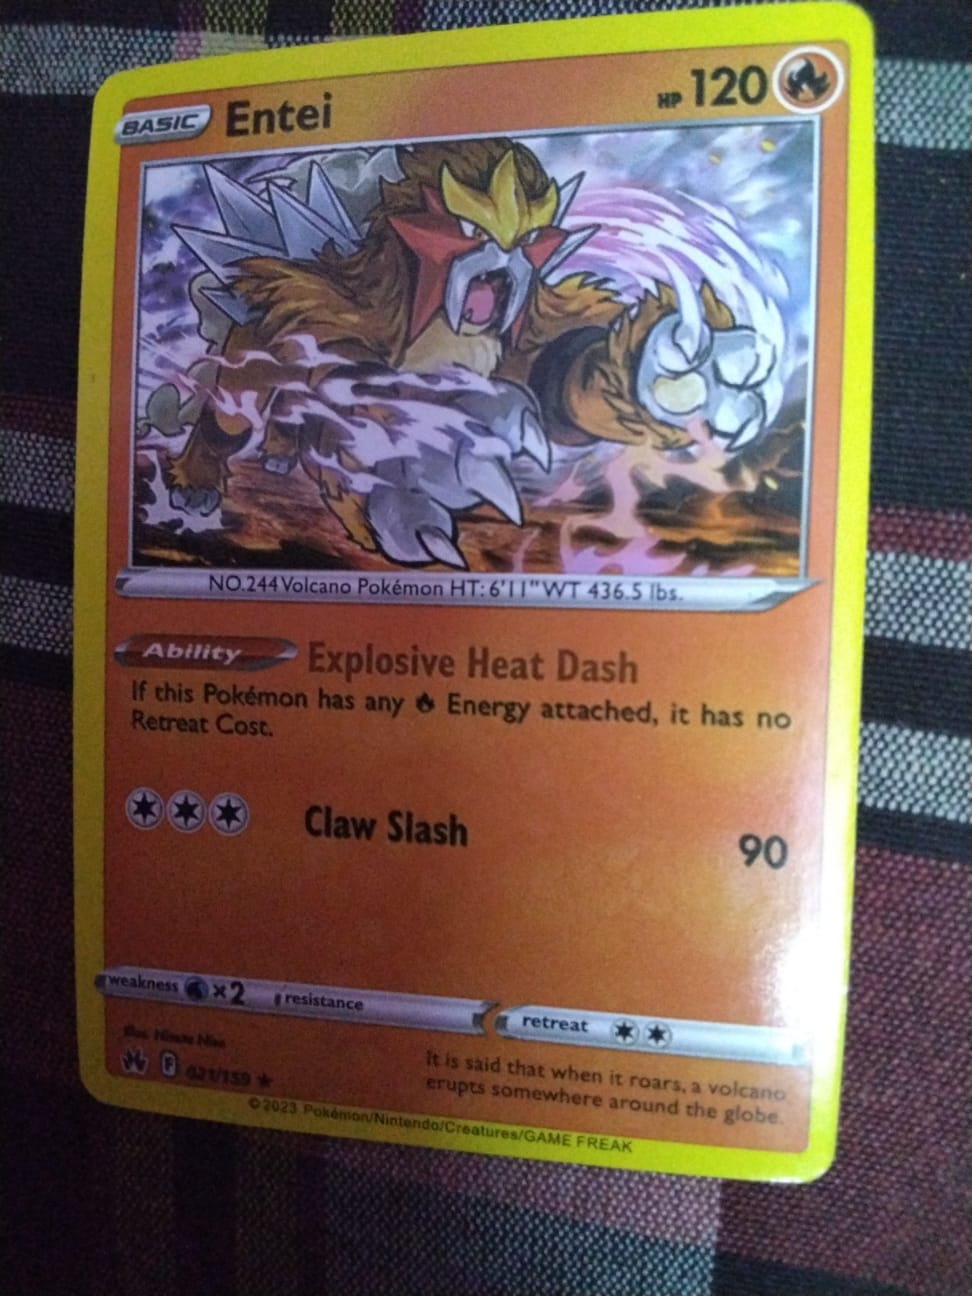 BASIC Entei HP 120
NO.244 Volcano Pokémon HT: 6'11" WT 436.5 lbs.
Ability Explosive Heat Dash
If this Pokémon has any Energy attached, it has no
Retreat Cost.
Claw Slash 90
weakness ×2 resistance retreat
Illus.
It is said that when it roars, a volcano
F 021/159
erupts somewhere around the globe.
©2023 Pokémon/Nintendo/Creatures/GAME FREAK